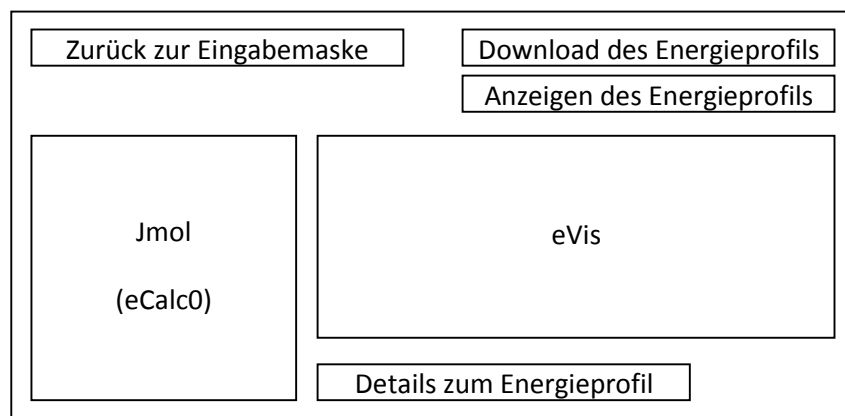 Zurück zur Eingabemaske
Download des Energieprofils
Anzeigen des Energieprofils
Jmol
(eCalc0)
eVis
Details zum Energieprofil